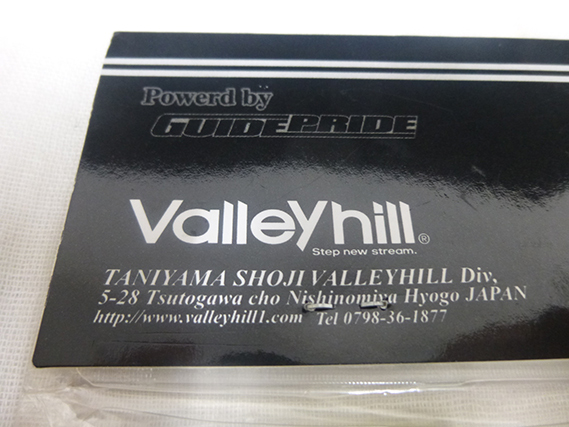 Powerd by
GUIDEPRIDE
Valleyhill®
Step new stream.
TANIYAMA SHOJI VALLEYHILL Div,
5-28 Tsutogawa cho Nishinomiya Hyogo JAPAN
http://www.valleyhill1.com Tel 0798-36-1877